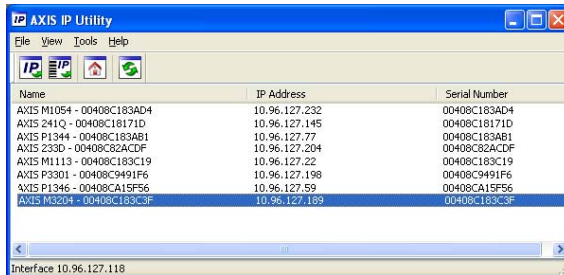 AXIS IP Utility
File View Tools Help
IP IP
Name IP Address Serial Number
AXIS M1054 - 00408C183AD4 10.96.127.232 00408C183AD4
AXIS 241Q - 00408C18171D 10.96.127.145 00408C18171D
AXIS P1344 - 00408C183AB1 10.96.127.77 00408C183AB1
AXIS 233D - 00408C82ACDF 10.96.127.204 00408C82ACDF
AXIS M1113 - 00408C183C19 10.96.127.22 00408C183C19
AXIS P3301 - 00408C9491F6 10.96.127.198 00408C9491F6
AXIS P1346 - 00408CA15F56 10.96.127.59 00408CA15F56
AXIS M3204 - 00408C183C3F 10.96.127.189 00408C183C3F
Interface 10.96.127.118